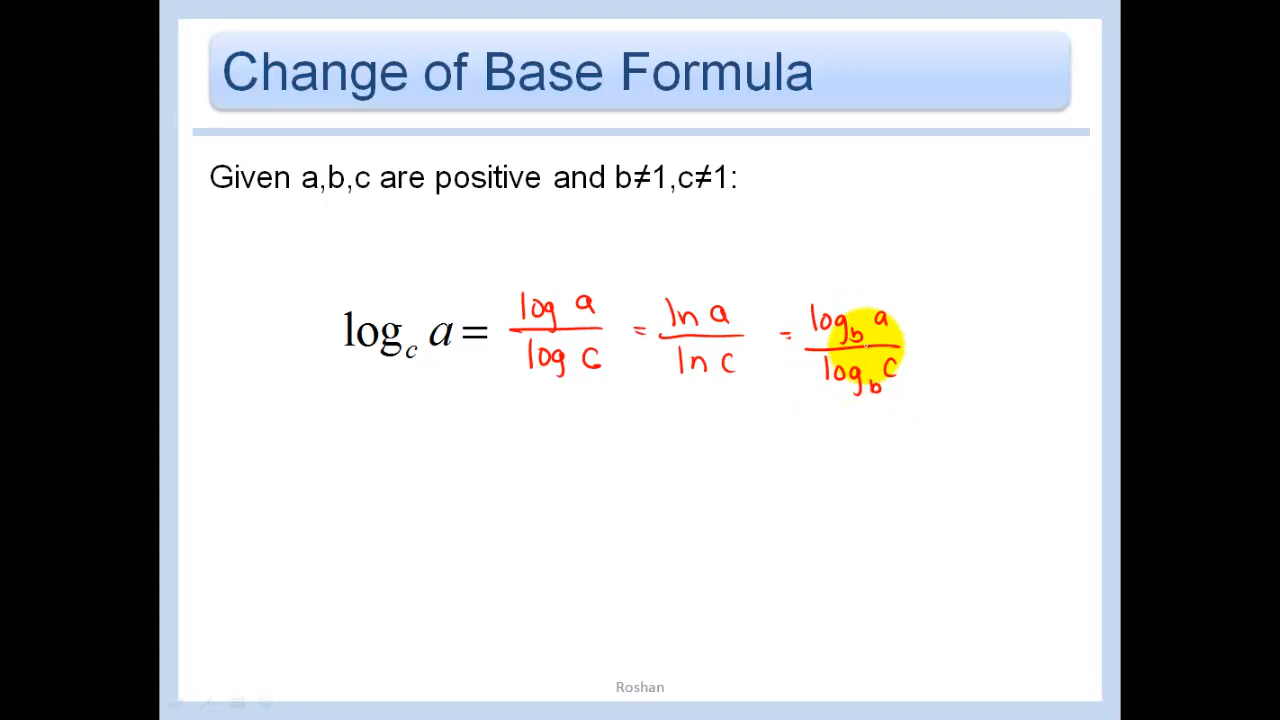 Change of Base Formula
Given a,b,c are positive and b≠1,c≠1:
log_c a = log a / log c = ln a / ln c = log_b a / log_b c
Roshan